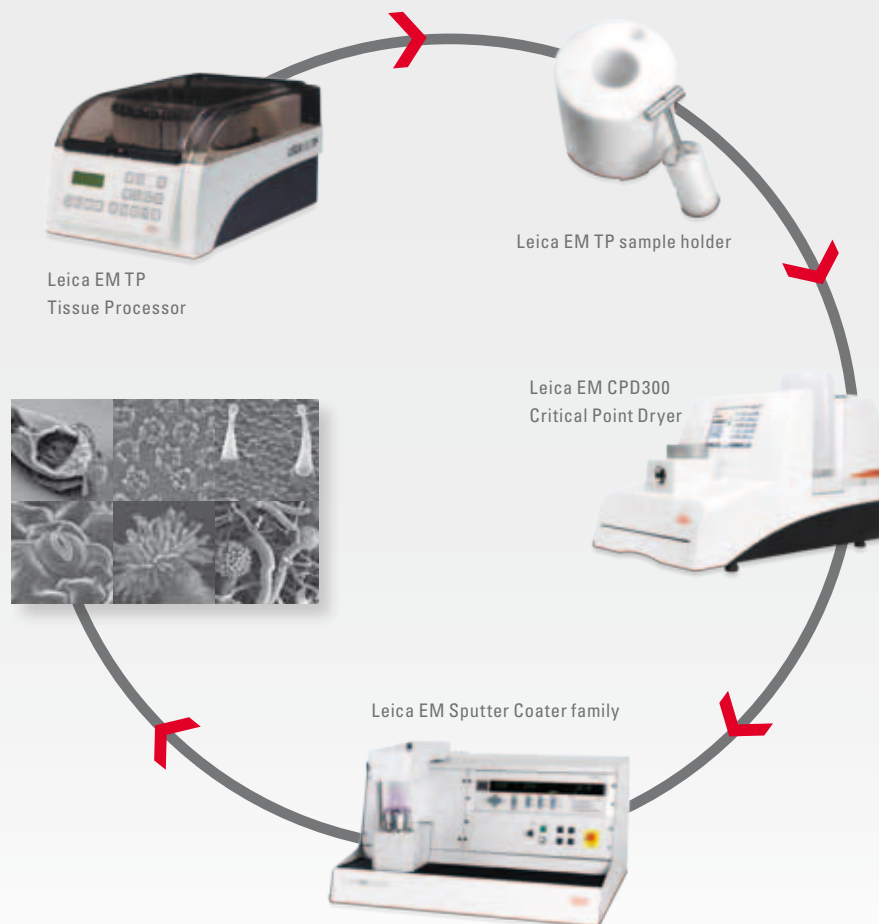 Leica EM TP
Tissue Processor
Leica EM TP sample holder
Leica EM CPD300
Critical Point Dryer
Leica EM Sputter Coater family